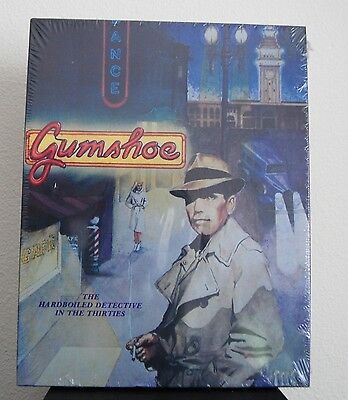 ANCE
Gumshoe
THE
HARDBOILED DETECTIVE
IN THE THIRTIES